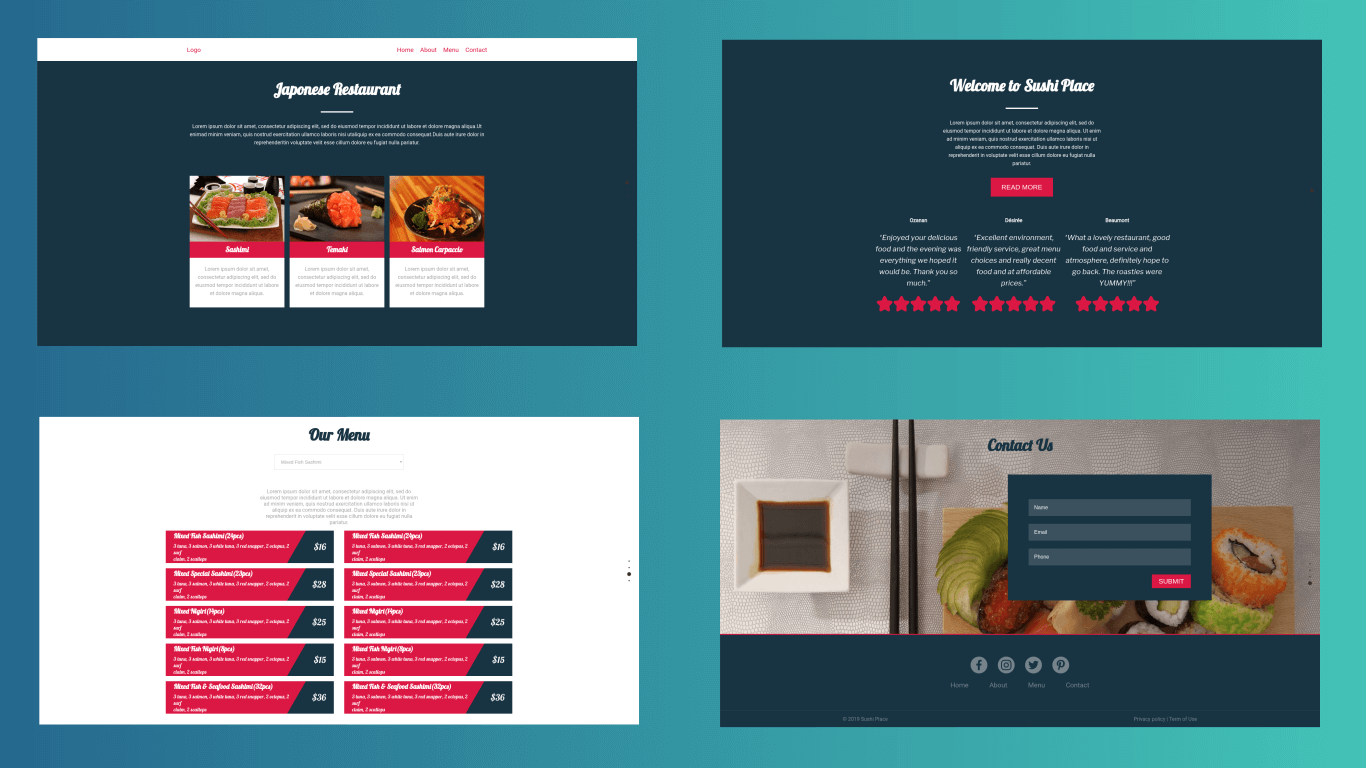 Logo
Home About Menu Contact
Japonese Restaurant
Lorem ipsum dolor sit amet, consectetur adipiscing elit, sed do eiusmod tempor incididunt ut labore et dolore magna aliqua.Ut
enimad minim veniam, quis nostrud exercitation ullamco laboris nisi utaliquip ex ea commodo consequat.Duis aute irure dolor in
reprehenderitin voluptate velit esse cillum dolore eu fugiat nulla pariatur.
Sashimi
Temaki
Salmon Carpaccio
Lorem ipsum dolor sit amet,
consectetur adipiscing elit, sed do
eiusmod tempor incididunt ut labore
et dolore magna aliqua.
Lorem ipsum dolor sit amet,
consectetur adipiscing elit, sed do
eiusmod tempor incididunt ut labore
et dolore magna aliqua.
Lorem ipsum dolor sit amet,
consectetur adipiscing elit, sed do
eiusmod tempor incididunt ut labore
et dolore magna aliqua.
Welcome to Sushi Place
Lorem ipsum dolor sit amet, consectetur adipiscing elit, sed do
eiusmod tempor incididunt ut labore et dolore magna aliqua. Ut enim
ad minim veniam, quis nostrud exercitation ullamco laboris nisi ut
aliquip ex ea commodo consequat. Duis aute irure dolor in
reprehenderit in voluptate velit esse cillum dolore eu fugiat nulla
pariatur.
READ MORE
Ozanan
"Enjoyed your delicious
food and the evening was
everything we hoped it
would be. Thank you so
much."
Désirée
"Excellent environment,
friendly service, great menu
choices and really decent
food and at affordable
prices."
Beaumont
"What a lovely restaurant, good
food and service and
atmosphere, definitely hope to
go back. The roasties were
YUMMY!!!"
Our Menu
Mixed Fish Sashimi
Lorem ipsum dolor sit amet, consectetur adipiscing elit, sed do
eiusmod tempor incididunt ut labore et dolore magna aliqua. Ut enim
ad minim veniam, quis nostrud exercitation ullamco laboris nisi ut
aliquip ex ea commodo consequat. Duis aute irure dolor in
reprehenderit in voluptate velit esse cillum dolore eu fugiat nulla
pariatur.
Mixed Fish Sashimi(24pcs)
3 tuna, 3 salmon, 3 white tuna, 3 red snapper, 2 octopus, 2
surf
claim, 2 scallops
$16
Mixed Fish Sashimi(24pcs)
3 tuna, 3 salmon, 3 white tuna, 3 red snapper, 2 octopus, 2
surf
claim, 2 scallops
$16
Mixed Special Sashimi(23pcs)
3 tuna, 3 salmon, 3 white tuna, 3 red snapper, 2 octopus, 2
surf
claim, 2 scallops
$28
Mixed Special Sashimi(23pcs)
3 tuna, 3 salmon, 3 white tuna, 3 red snapper, 2 octopus, 2
surf
claim, 2 scallops
$28
Mixed Nigiri(14pcs)
3 tuna, 3 salmon, 3 white tuna, 3 red snapper, 2 octopus, 2
surf
claim, 2 scallops
$25
Mixed Nigiri(14pcs)
3 tuna, 3 salmon, 3 white tuna, 3 red snapper, 2 octopus, 2
surf
claim, 2 scallops
$25
Mixed Fish Nigiri(8pcs)
3 tuna, 3 salmon, 3 white tuna, 3 red snapper, 2 octopus, 2
surf
claim, 2 scallops
$15
Mixed Fish Nigiri(8pcs)
3 tuna, 3 salmon, 3 white tuna, 3 red snapper, 2 octopus, 2
surf
claim, 2 scallops
$15
Mixed Fish & Seafood Sashimi(32pcs)
3 tuna, 3 salmon, 3 white tuna, 3 red snapper, 2 octopus, 2
surf
claim, 2 scallops
$36
Mixed Fish & Seafood Sashimi(32pcs)
3 tuna, 3 salmon, 3 white tuna, 3 red snapper, 2 octopus, 2
surf
claim, 2 scallops
$36
Contact Us
Name
Email
Phone
SUBMIT
Home About Menu Contact
© 2019 Sushi Place
Privacy policy | Term of Use